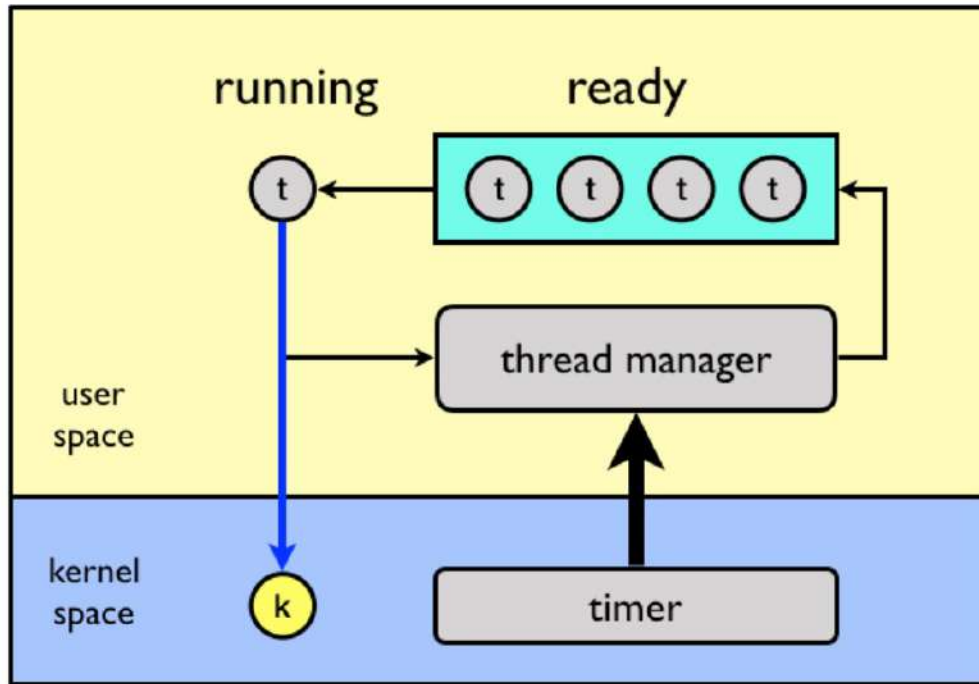 running
ready
t
t
t
t
t
thread manager
user
space
kernel
space
k
timer